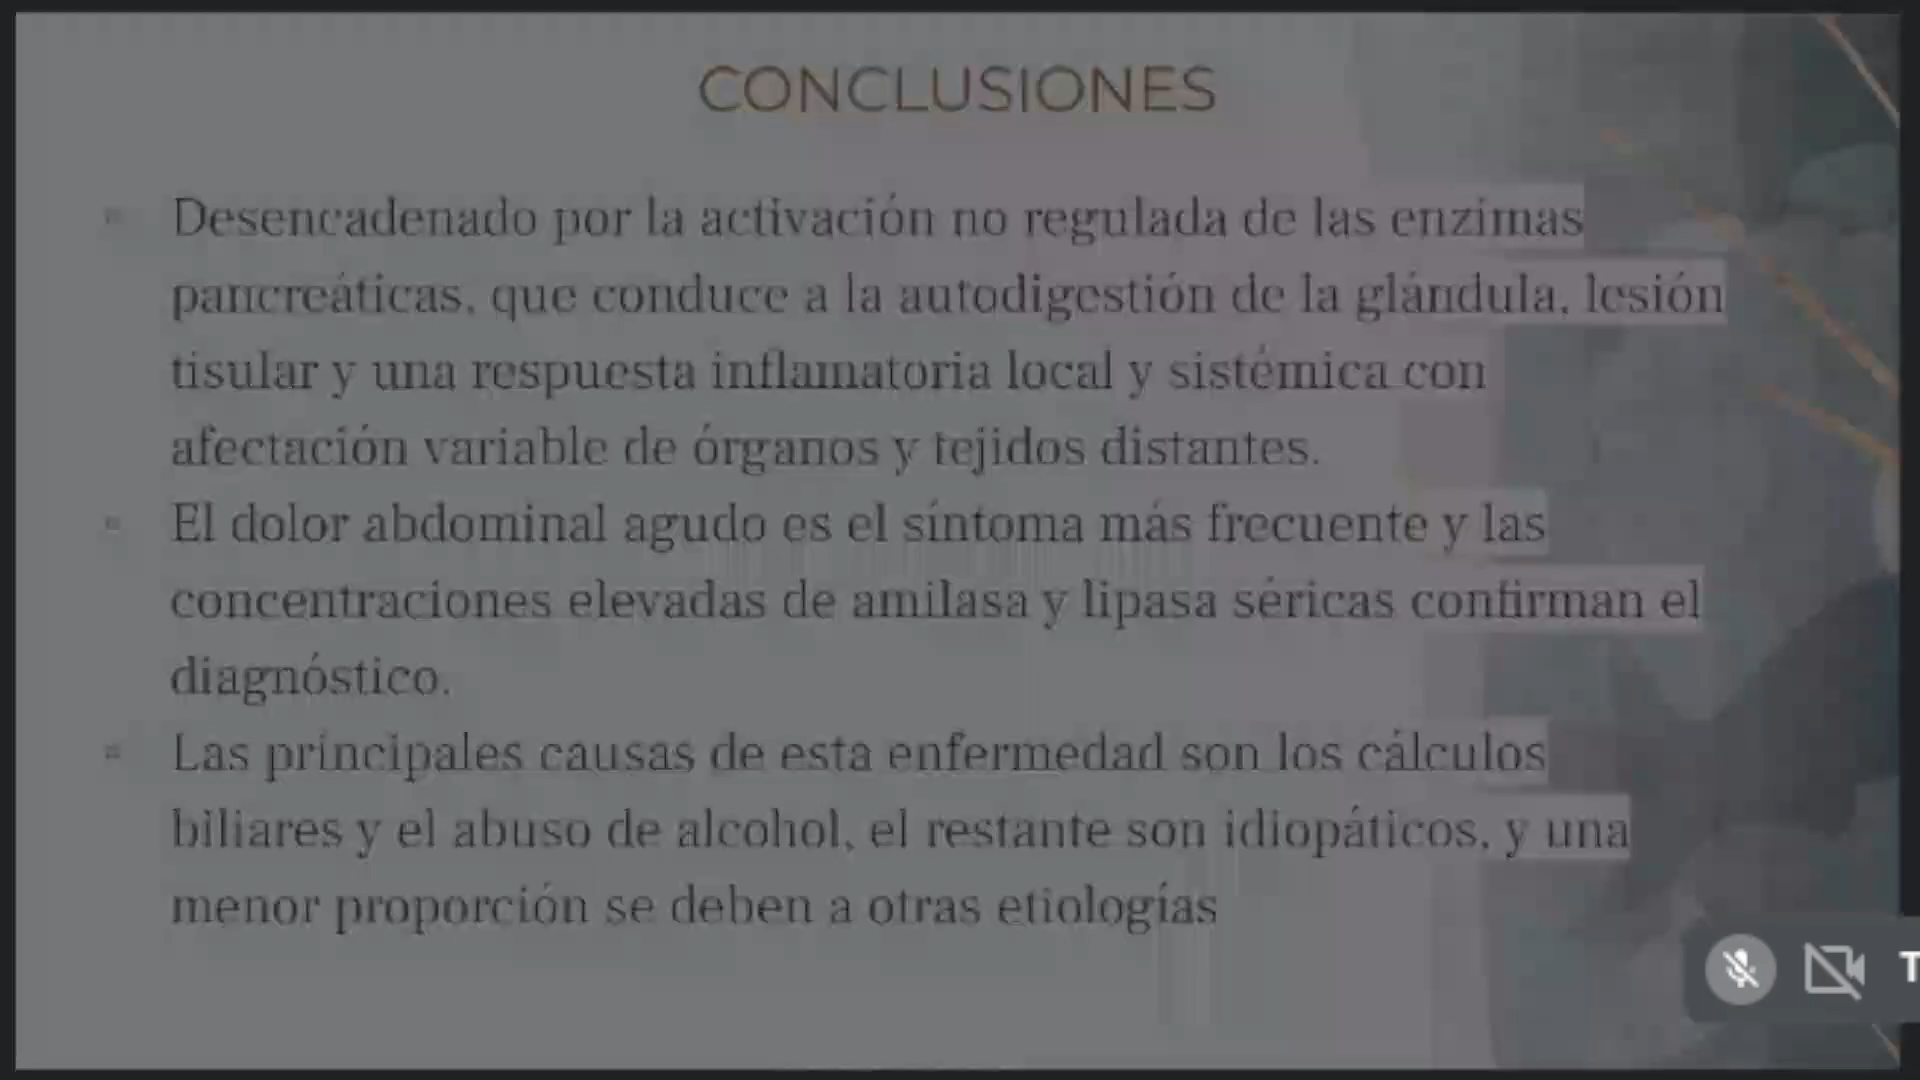 CONCLUSIONES
Desencadenado por la activación no regulada de las enzimas
pancreáticas, que conduce a la autodigestión de la glándula, lesión
tisular y una respuesta inflamatoria local y sistémica con
afectación variable de órganos y tejidos distantes.
El dolor abdominal agudo es el síntoma más frecuente y las
concentraciones elevadas de amilasa y lipasa séricas confirman el
diagnóstico.
Las principales causas de esta enfermedad son los cálculos
biliares y el abuso de alcohol, el restante son idiopáticos, y una
menor proporción se deben a otras etiologías
T